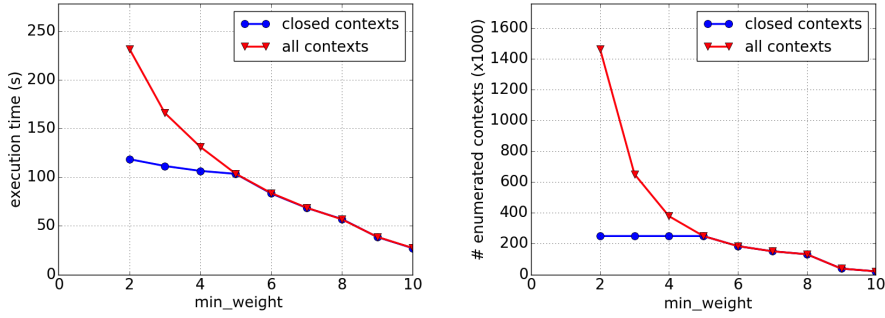 closed contexts
all contexts
250
200
150
100
50
0
0 2 4 6 8 10
min_weight
execution time (s)
closed contexts
all contexts
1600
1400
1200
1000
800
600
400
200
0
0 2 4 6 8 10
min_weight
# enumerated contexts (x1000)